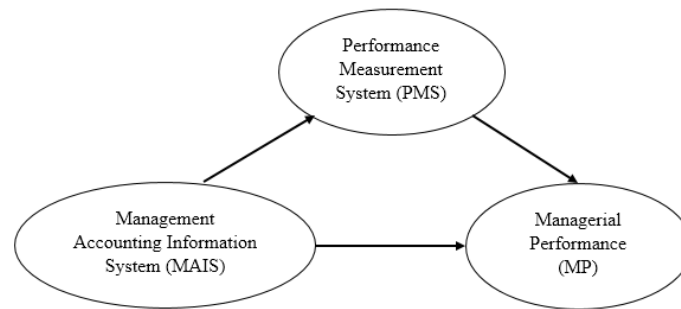 Performance
Measurement
System (PMS)
Management
Accounting Information
System (MAIS)
Managerial
Performance
(MP)